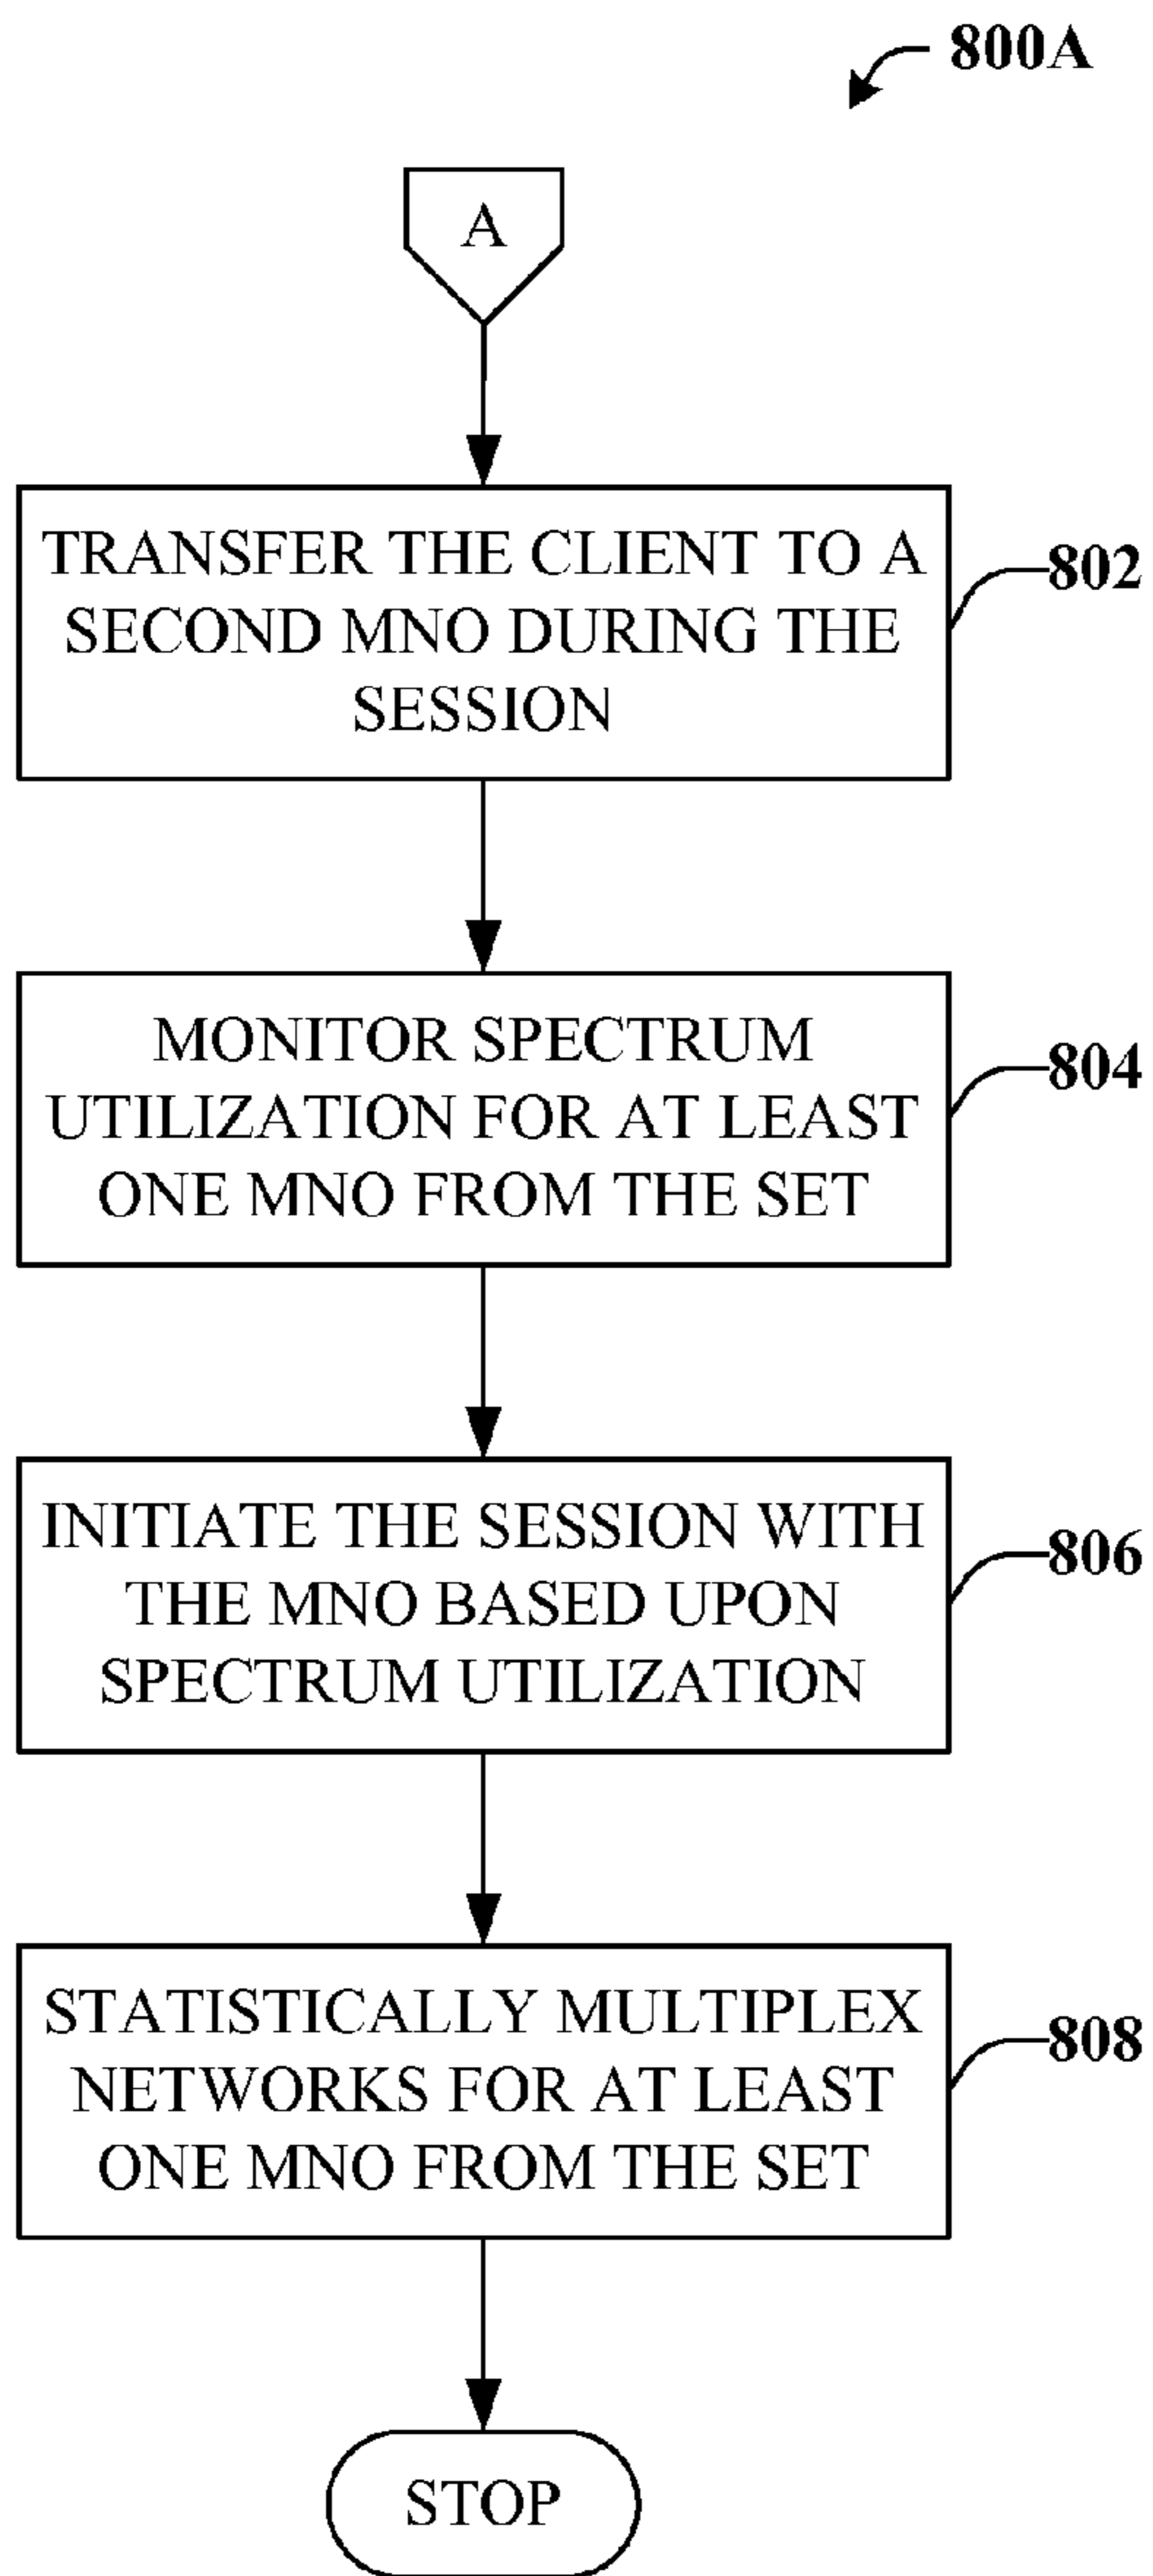 800A
A
TRANSFER THE CLIENT TO A
SECOND MNO DURING THE
SESSION
802
MONITOR SPECTRUM
UTILIZATION FOR AT LEAST
ONE MNO FROM THE SET
804
INITIATE THE SESSION WITH
THE MNO BASED UPON
SPECTRUM UTILIZATION
806
STATISTICALLY MULTIPLEX
NETWORKS FOR AT LEAST
ONE MNO FROM THE SET
808
STOP